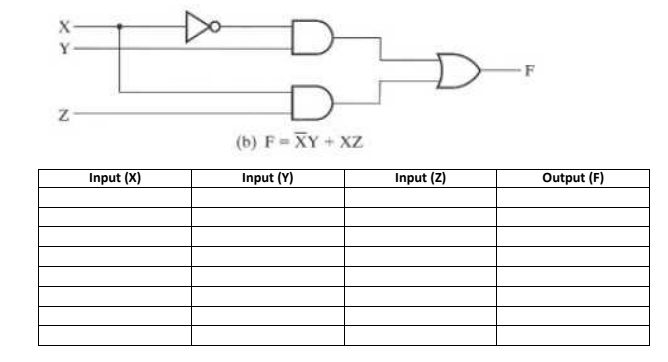 X
Y
F
Z
(b) F = X̅Y + XZ
Input (X) Input (Y) Input (Z) Output (F)